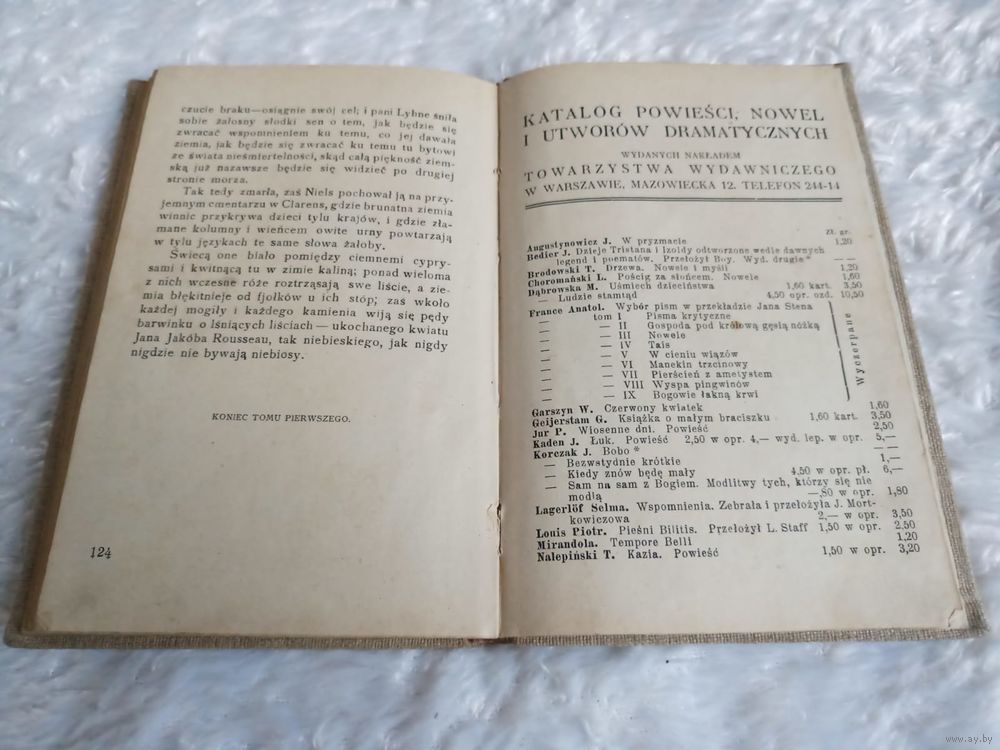 czucie braku—osiągnie swój cel; i pani Lyhne śniła
sobie żałosny słodki sen o tem, jak będzie się
zwracać wspomnieniem ku temu, co jej dawała
ziemia, jak będzie się zwracać ku temu tu bytowi
ze świata nieśmiertelności, skąd całą piękność ziem-
ską już nazawsze będzie się widzieć po drugiej
stronie morza.
Tak tedy zmarła, zaś Niels pochował ją na przy-
jemnym cmentarzu w Clarens, gdzie brunatna ziemia
winnic przykrywa dzieci tylu krajów, i gdzie zła-
mane kolumny i wieńcem owite urny powtarzają
w tylu językach te same słowa żałoby.
Świecą one biało pomiędzy ciemnemi cypry-
sami i kwitnącą tu w zimie kaliną; ponad wieloma
z nich wczesne róże roztrząsają swe liście, a zie-
mia błękitnieje od fjołków u ich stóp; zaś wkoło
każdej mogiły i każdego kamienia wiją się pędy
barwinku o lśniących liściach — ukochanego kwiatu
Jana Jakóba Rousseau, tak niebieskiego, jak nigdy
nigdzie nie bywają niebiosy.
KONIEC TOMU PIERWSZEGO.
124
KATALOG POWIEŚCI, NOWEL
I UTWORÓW DRAMATYCZNYCH
WYDANYCH NAKŁADEM
TOWARZYSTWA WYDAWNICZEGO
W WARSZAWIE, MAZOWIECKA 12. TELEFON 244-14
Zł. gr.
Augustynowicz J. W pryzmacie 1,20
Bedier J. Dzieje Tristana i Izoldy odtworzone wedle dawnych
legend i poematów. Przełożył Boy. Wyd. drugie * — —
Brodowski T. Drzewa. Nowele i myśli 1,20
Choromański L. Pościg za słońcem. Nowele 1,60
Dąbrowska M. Uśmiech dzieciństwa 1,60 kart. 3,50
— Ludzie stamąd 4,50 opr. ozd. 10,50
France Anatol. Wybór pism w przekładzie Jana Stena
— tom I Pisma krytyczne
— — II Gospoda pod królową gęsią nóżką
— — III Nowele
— — IV Tais
— — V W cieniu wiązów
— — VI Manekin trzcinowy
— — VII Pierścień z ametystem
— — VIII Wyspa pingwinów
— — IX Bogowie łakną krwi
Wyczerpane
Garszyn W. Czerwony kwiatek 1,60
Geijerstam G. Książka o małym braciszku 1,60 kart. 3,50
Jur P. Wiosenne dni. Powieść 2,50
Kaden J. Łuk. Powieść 2,50 w opr. 4,— wyd. lep. w opr. 5,—
Korczak J. Bobo * — —
— Bezwstydnie krótkie 1,—
— Kiedy znów będę mały 4,50 w opr. pł. 6,—
— Sam na sam z Bogiem. Modlitwy tych, którzy się nie
modlą —,80 w opr. 1,80
Lagerlöf Selma. Wspomnienia. Zebrała i przełożyła J. Mort-
kowiczowa 2,— w opr. 3,50
Louis Piotr. Pieśni Bilitis. Przełożył L. Staff 1,50 w opr. 2,50
Mirandola. Tempore Belli 1,20
Nalepiński T. Kazia. Powieść 1,50 w opr. 3,20
www.ay.by